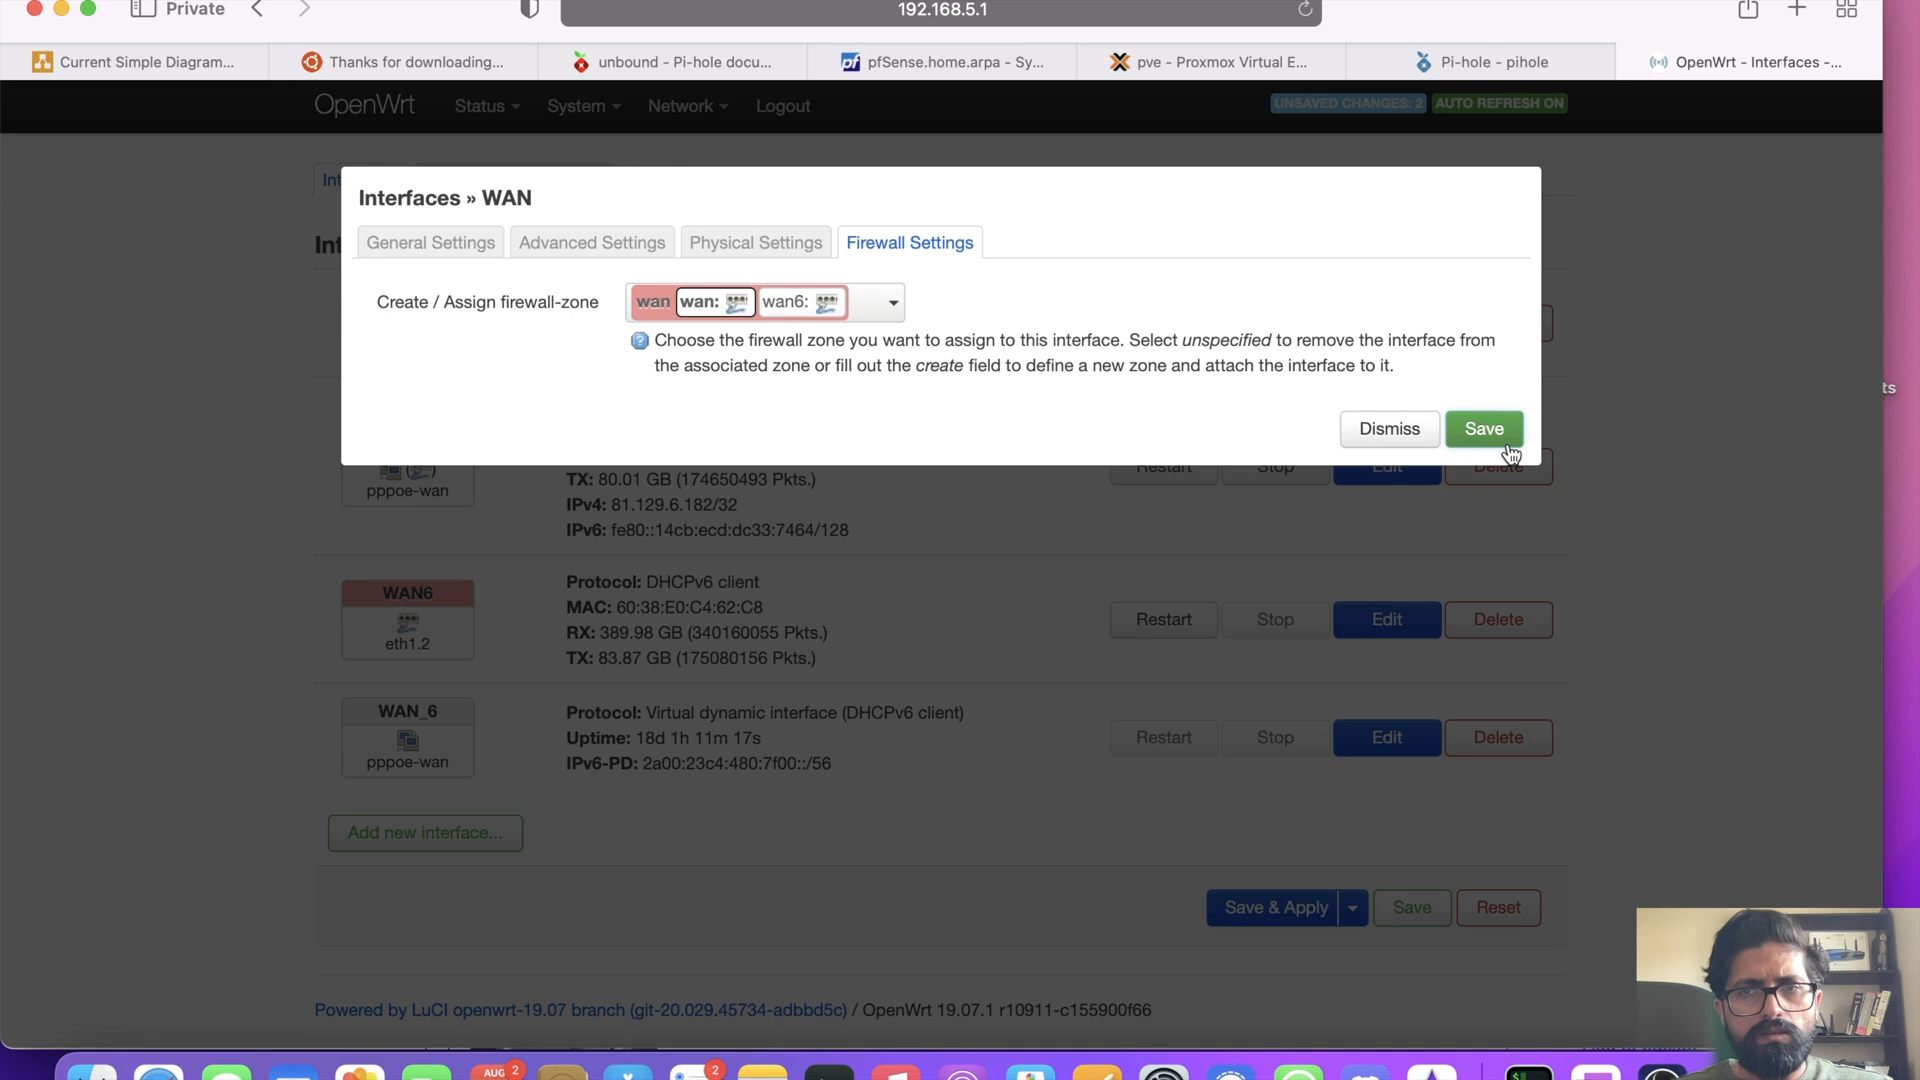 Private
192.168.5.1
Current Simple Diagram...
Thanks for downloading...
unbound - Pi-hole docu...
pfSense.home.arpa - Sy...
pve - Proxmox Virtual E...
Pi-hole - pihole
OpenWrt - Interfaces -...
OpenWrt
Status
System
Network
Logout
UNSAVED CHANGES: 2
AUTO REFRESH ON
Int
Interfaces » WAN
Int
General Settings
Advanced Settings
Physical Settings
Firewall Settings
Create / Assign firewall-zone
wan wan: wan6:
Choose the firewall zone you want to assign to this interface. Select unspecified to remove the interface from
the associated zone or fill out the create field to define a new zone and attach the interface to it.
ts
Dismiss
Save
Restart
Stop
Edit
Delete
pppoe-wan
TX: 80.01 GB (174650493 Pkts.)
IPv4: 81.129.6.182/32
IPv6: fe80::14cb:ecd:dc33:7464/128
WAN6
eth1.2
Protocol: DHCPv6 client
MAC: 60:38:E0:C4:62:C8
RX: 389.98 GB (340160055 Pkts.)
TX: 83.87 GB (175080156 Pkts.)
Restart
Stop
Edit
Delete
WAN_6
pppoe-wan
Protocol: Virtual dynamic interface (DHCPv6 client)
Uptime: 18d 1h 11m 17s
IPv6-PD: 2a00:23c4:480:7f00::/56
Restart
Stop
Edit
Delete
Add new interface...
Save & Apply
Save
Reset
Powered by LuCI openwrt-19.07 branch (git-20.029.45734-adbbd5c) / OpenWrt 19.07.1 r10911-c155900f66
AUG
2
2
$